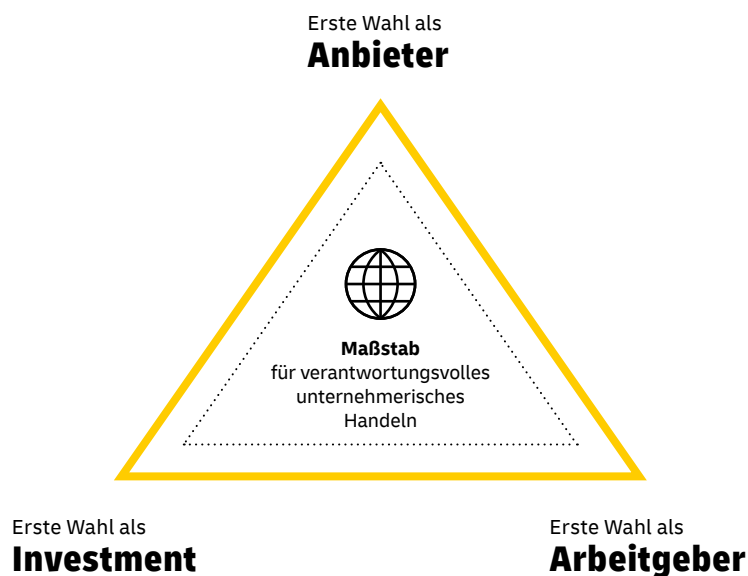 Erste Wahl als
Anbieter
Maßstab
für verantwortungsvolles
unternehmerisches
Handeln
Erste Wahl als
Investment
Erste Wahl als
Arbeitgeber